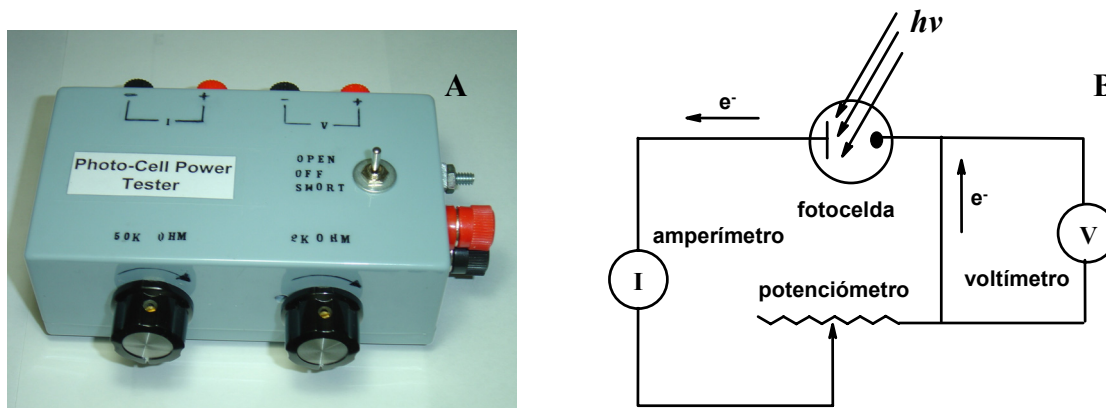 A
- + - +
I V
Photo-Cell Power
Tester
OPEN
OFF
SHORT
50K OHM
2K OHM
hν
B
e-
fotocelda
e-
amperímetro
I
V
potenciómetro
voltímetro